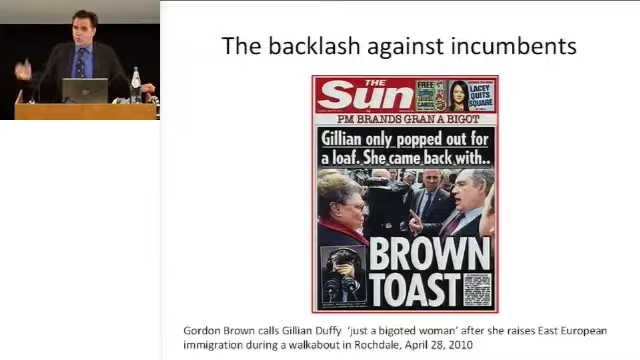 The backlash against incumbents
THE
Sun
FREE
LACEY
QUITS
SQUARE
PM BRANDS GRAN A BIGOT
Gillian only popped out for
a loaf. She came back with..
BROWN
TOAST
Gordon Brown calls Gillian Duffy 'just a bigoted woman' after she raises East European
immigration during a walkabout in Rochdale, April 28, 2010